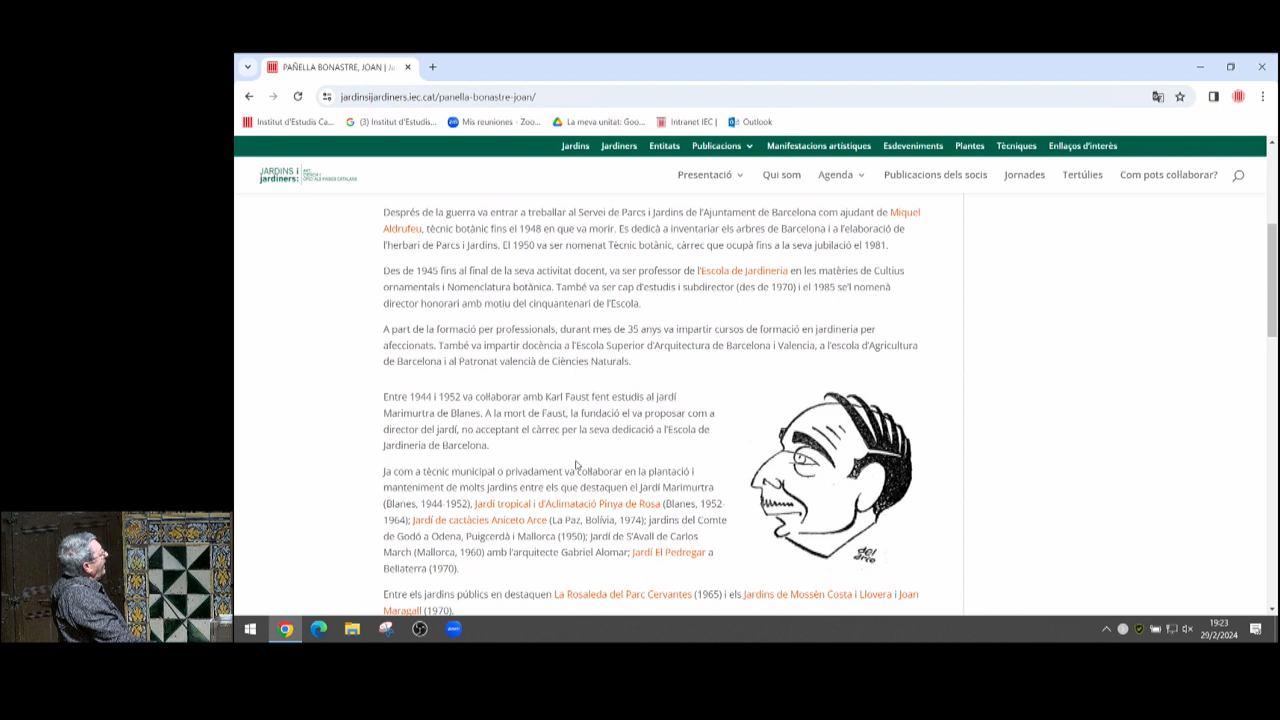 PAÑELLA BONASTRE, JOAN | Ja
jardinsijardiners.iec.cat/panella-bonastre-joan/
Institut d'Estudis Ca... (3) Institut d'Estudis... Mis reuniones - Zoo... La meva unitat: Goo... Intranet IEC | Outlook
Jardins Jardiners Entitats Publicacions Manifestacions artístiques Esdeveniments Plantes Tècniques Enllaços d'interès
JARDINS i
jardiners:
Presentació Qui som Agenda Publicacions dels socis Jornades Tertúlies Com pots col·laborar?
Després de la guerra va entrar a treballar al Servei de Parcs i Jardins de l'Ajuntament de Barcelona com ajudant de Miquel
Aldrufeu, tècnic botànic fins el 1948 en que va morir. Es dedicà a inventariar els arbres de Barcelona i a l'elaboració de
l'herbari de Parcs i Jardins. El 1950 va ser nomenat Tècnic botànic, càrrec que ocupà fins a la seva jubilació el 1981.
Des de 1945 fins al final de la seva activitat docent, va ser professor de l'Escola de Jardineria en les matèries de Cultius
ornamentals i Nomenclatura botànica. També va ser cap d'estudis i subdirector (des de 1970) i el 1985 se'l nomenà
director honorari amb motiu del cinquantenari de l'Escola.
A part de la formació per professionals, durant mes de 35 anys va impartir cursos de formació en jardineria per
afeccionats. També va impartir docència a l'Escola Superior d'Arquitectura de Barcelona i Valencia, a l'escola d'Agricultura
de Barcelona i al Patronat valencià de Ciències Naturals.
Entre 1944 i 1952 va col·laborar amb Karl Faust fent estudis al jardí
Marimurtra de Blanes. A la mort de Faust, la fundació el va proposar com a
director del jardí, no acceptant el càrrec per la seva dedicació a l'Escola de
Jardineria de Barcelona.
Ja com a tècnic municipal o privadament va col·laborar en la plantació i
manteniment de molts jardins entre els que destaquen el Jardí Marimurtra
(Blanes, 1944-1952), Jardí tropical i d'Aclimatació Pinya de Rosa (Blanes, 1952-
1964); Jardí de cactàcies Aniceto Arce (La Paz, Bolívia, 1974); jardins del Comte
de Godó a Odena, Puigcerdà i Mallorca (1950); Jardí de S'Avall de Carlos
March (Mallorca, 1960) amb l'arquitecte Gabriel Alomar; Jardí El Pedregar a
Bellaterra (1970).
del
arco
Entre els jardins públics en destaquen La Rosaleda del Parc Cervantes (1965) i els Jardins de Mossèn Costa i Llovera i Joan
Maragall (1970).
19:23
29/2/2024